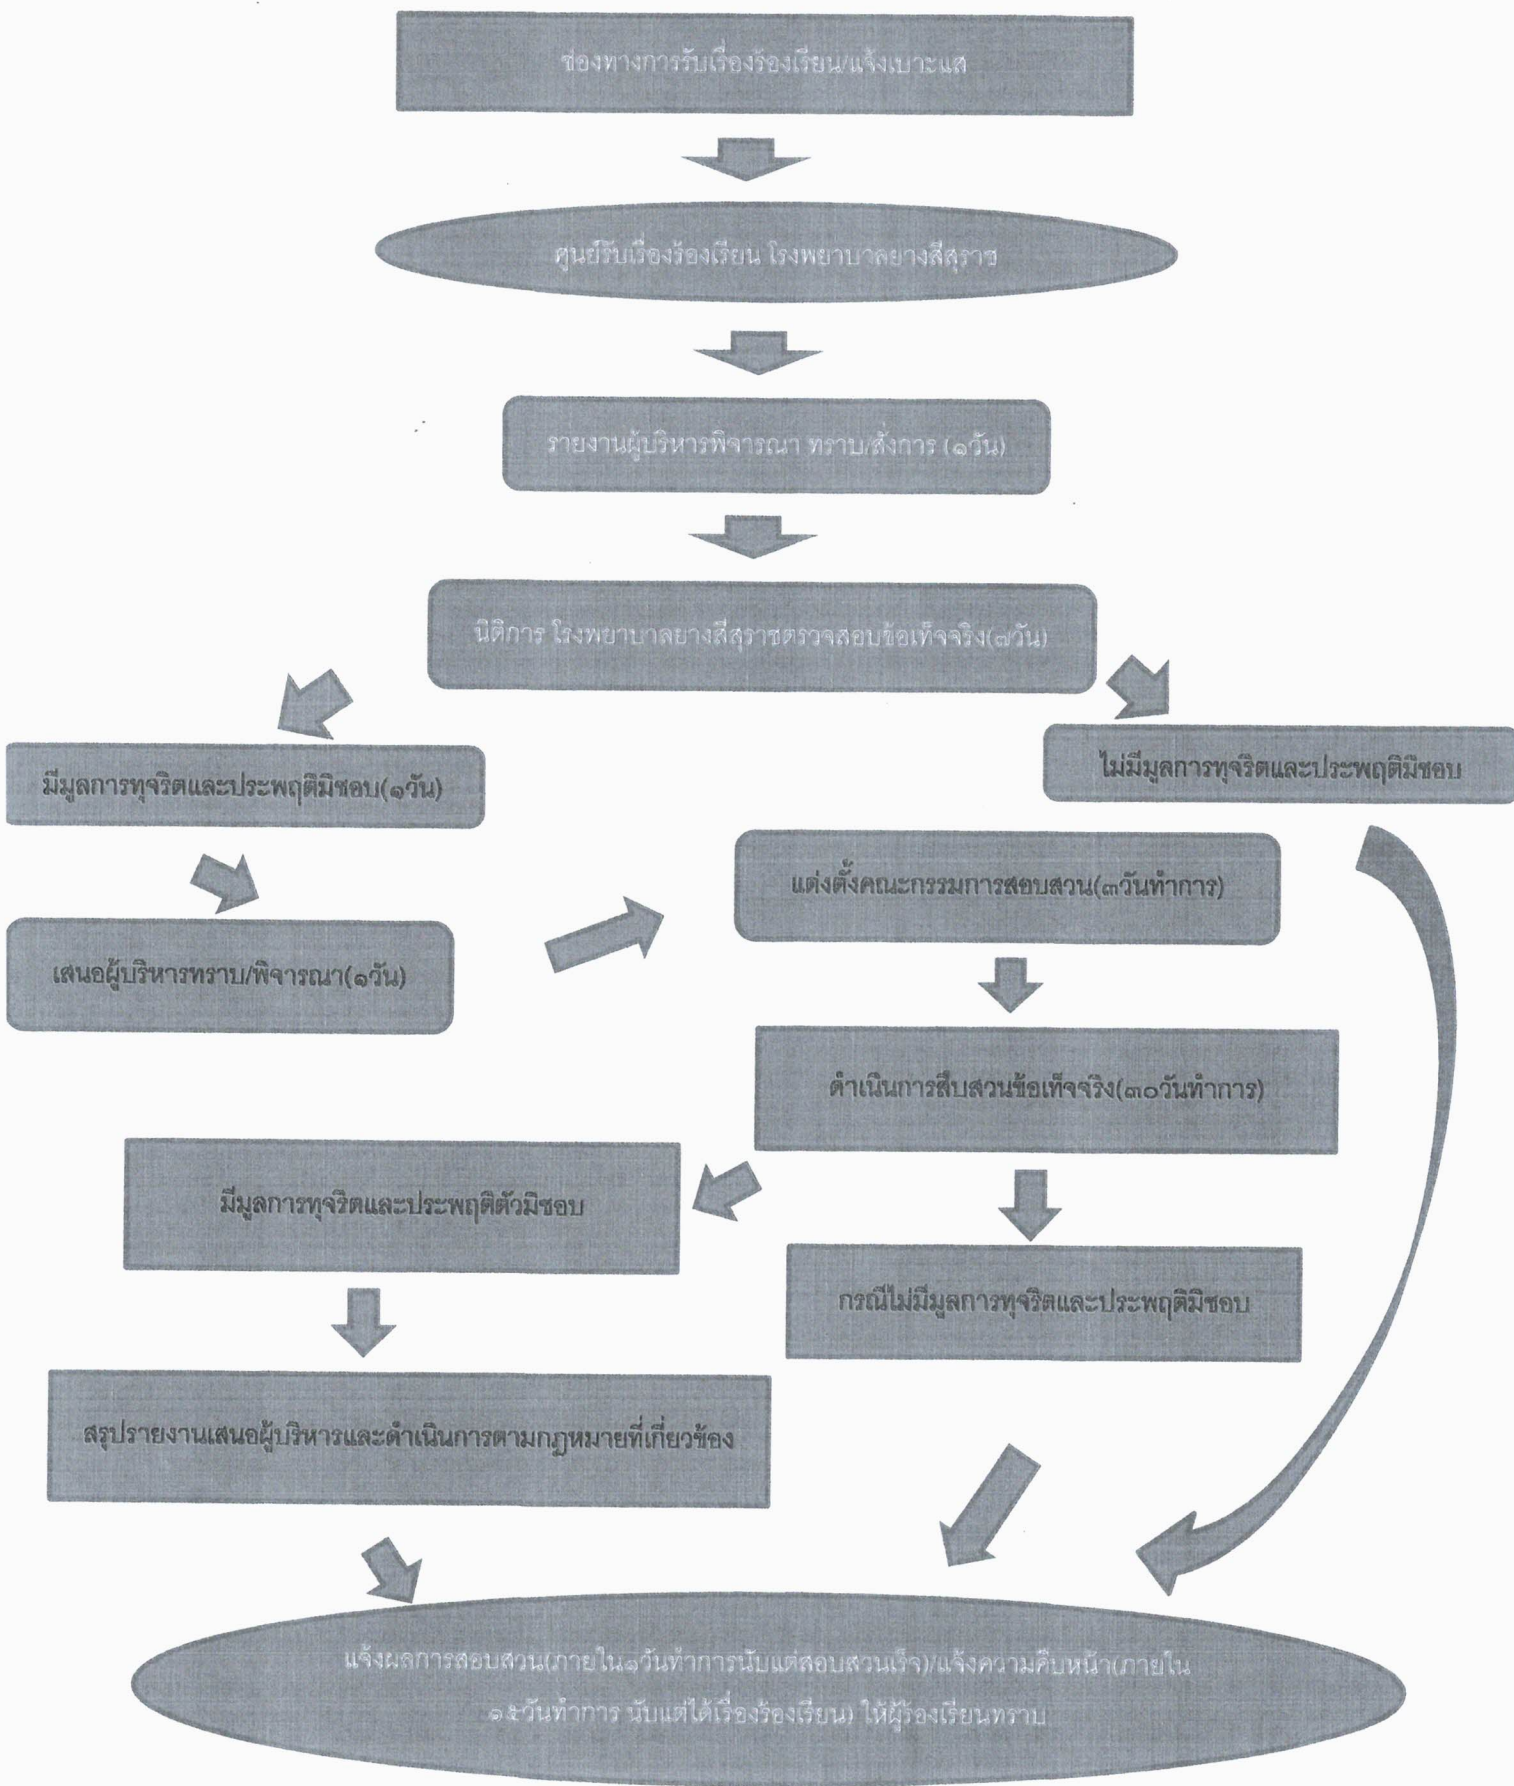 ช่องทางการรับเรื่องร้องเรียน/แจ้งเบาะแส
ศูนย์รับเรื่องร้องเรียน โรงพยาบาลยางสีสุราช
รายงานผู้บริหารพิจารณา ทราบ/สั่งการ (๑วัน)
นิติการ โรงพยาบาลยางสีสุราชตรวจสอบข้อเท็จจริง(๗วัน)
มีมูลการทุจริตและประพฤติมิชอบ(๑วัน)
ไม่มีมูลการทุจริตและประพฤติมิชอบ
เสนอผู้บริหารทราบ/พิจารณา(๑วัน)
แต่งตั้งคณะกรรมการสอบสวน(๓วันทำการ)
ดำเนินการสืบสวนข้อเท็จจริง(๓๐วันทำการ)
มีมูลการทุจริตและประพฤติตัวมิชอบ
กรณีไม่มีมูลการทุจริตและประพฤติมิชอบ
สรุปรายงานเสนอผู้บริหารและดำเนินการตามกฎหมายที่เกี่ยวข้อง
แจ้งผลการสอบสวน(ภายใน๑วันทำการนับแต่สอบสวนเร็จ)/แจ้งความคืบหน้า(ภายใน
๑๕วันทำการ นับแต่ได้เรื่องร้องเรียน) ให้ผู้ร้องเรียนทราบ